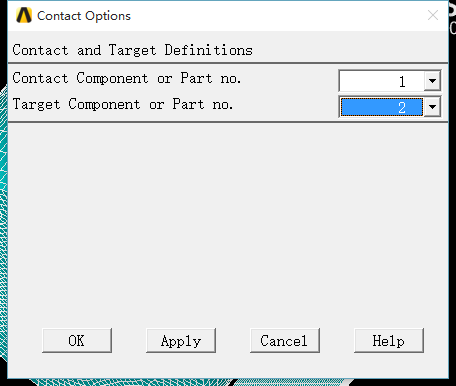 Contact Options
Contact and Target Definitions
Contact Component or Part no. 1
Target Component or Part no. 2
OK Apply Cancel Help